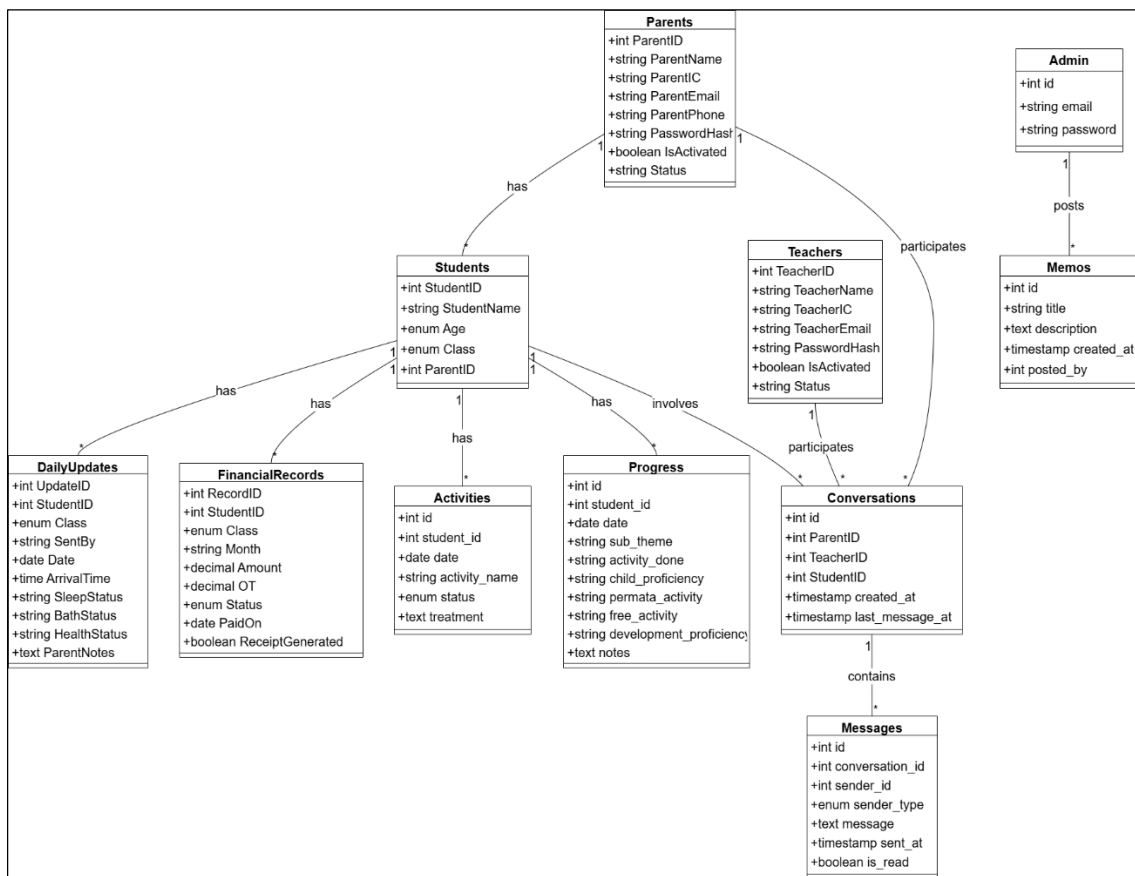 Parents
+int ParentID
+string ParentName
+string ParentIC
+string ParentEmail
+string ParentPhone
+string PasswordHash
+boolean IsActivated
+string Status
1
1
Admin
+int id
+string email
+string password
1
has
posts
participates
*
*
Students
+int StudentID
+string StudentName
+enum Age
+enum Class
+int ParentID
1
1
1
1
1
Teachers
+int TeacherID
+string TeacherName
+string TeacherIC
+string TeacherEmail
+string PasswordHash
+boolean IsActivated
+string Status
1
Memos
+int id
+string title
+text description
+timestamp created_at
+int posted_by
has
has
has
has
involves
participates
*
*
*
*
*
*
*
DailyUpdates
+int UpdateID
+int StudentID
+enum Class
+string SentBy
+date Date
+time ArrivalTime
+string SleepStatus
+string BathStatus
+string HealthStatus
+text ParentNotes
FinancialRecords
+int RecordID
+int StudentID
+enum Class
+string Month
+decimal Amount
+decimal OT
+enum Status
+date PaidOn
+boolean ReceiptGenerated
Activities
+int id
+int student_id
+date date
+string activity_name
+enum status
+text treatment
Progress
+int id
+int student_id
+date date
+string sub_theme
+string activity_done
+string child_proficiency
+string permata_activity
+string free_activity
+string development_proficiency
+text notes
Conversations
+int id
+int ParentID
+int TeacherID
+int StudentID
+timestamp created_at
+timestamp last_message_at
1
contains
*
Messages
+int id
+int conversation_id
+int sender_id
+enum sender_type
+text message
+timestamp sent_at
+boolean is_read